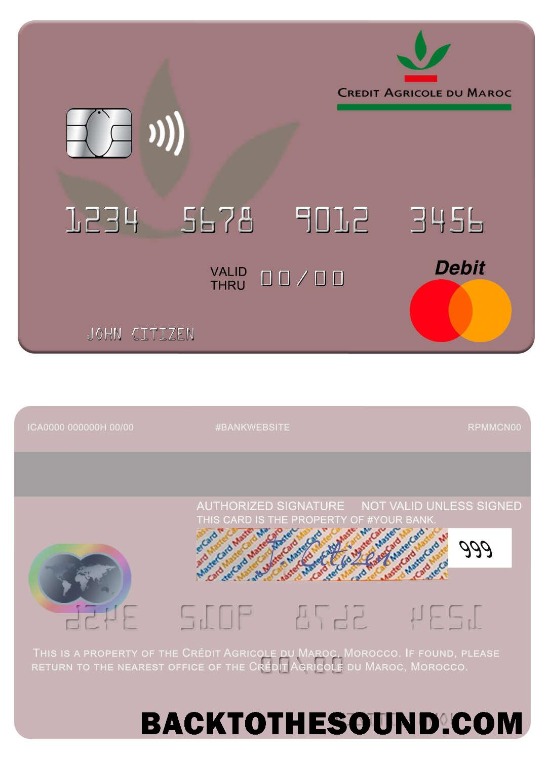 CREDIT AGRICOLE DU MAROC
1234 5678 9012 3456
Debit
VALID
THRU 00/00
JOHN CITIZEN
ICA0000 000000H 00/00 #BANKWEBSITE RPMMCN00
AUTHORIZED SIGNATURE NOT VALID UNLESS SIGNED
THIS CARD IS THE PROPERTY OF #YOUR BANK.
MasterCard MasterCard MasterCard
999
THIS IS A PROPERTY OF THE CRÉDIT AGRICOLE DU MAROC, MOROCCO. IF FOUND, PLEASE
RETURN TO THE NEAREST OFFICE OF THE CRÉDIT AGRICOLE DU MAROC, MOROCCO.
BACKTOTHESOUND.COM